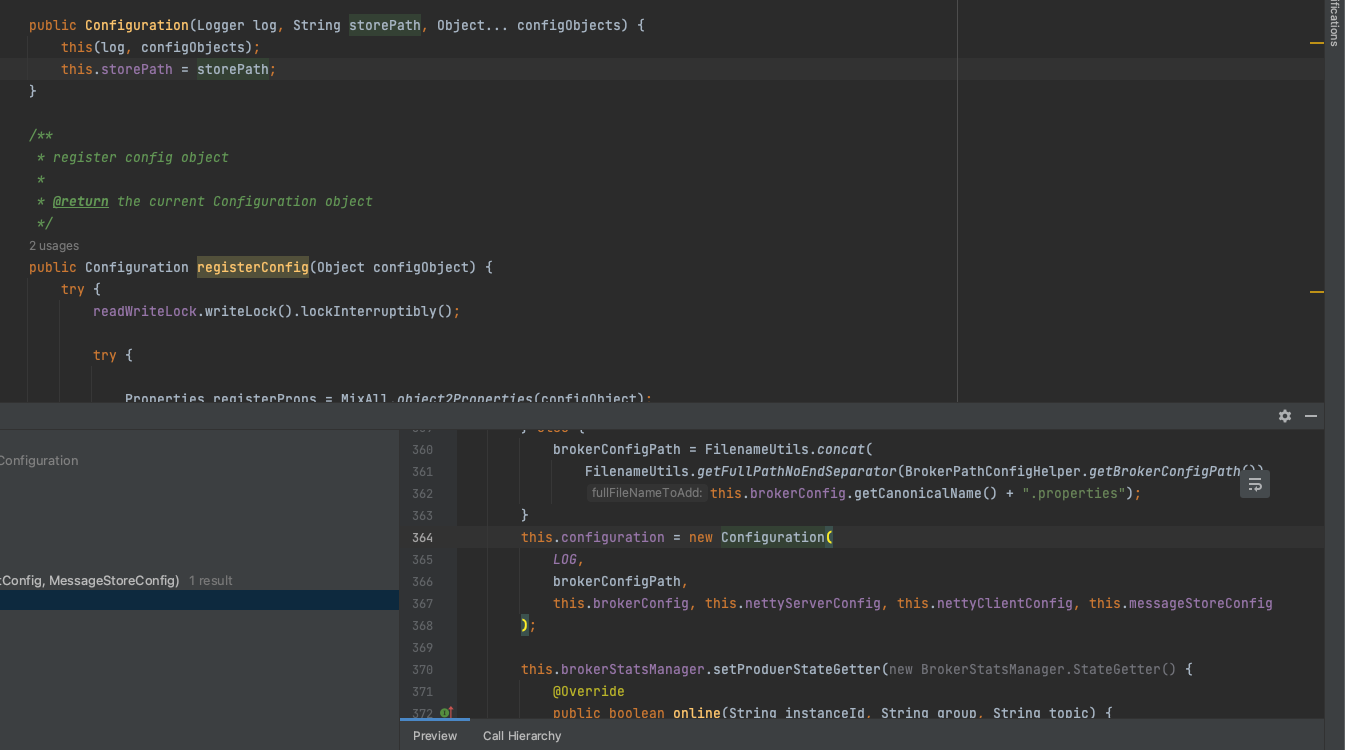 public Configuration(Logger log, String storePath, Object... configObjects) {
this(log, configObjects);
this.storePath = storePath;
}
/**
* register config object
*
* @return the current Configuration object
*/
2 usages
public Configuration registerConfig(Object configObject) {
try {
readWriteLock.writeLock().lockInterruptibly();
try {
Properties registerProps = MixAll.object2Properties(configObject);
ifications
Configuration
tConfig, MessageStoreConfig) 1 result
} else {
360 brokerConfigPath = FilenameUtils.concat(
361 FilenameUtils.getFullPathNoEndSeparator(BrokerPathConfigHelper.getBrokerConfigPath()),
362 fullFileNameToAdd: this.brokerConfig.getCanonicalName() + ".properties");
363 }
364 this.configuration = new Configuration(
365 LOG,
366 brokerConfigPath,
367 this.brokerConfig, this.nettyServerConfig, this.nettyClientConfig, this.messageStoreConfig
368 );
369
370 this.brokerStatsManager.setProduerStateGetter(new BrokerStatsManager.StateGetter() {
371 @Override
372 public boolean online(String instanceId, String group, String topic) {
Preview Call Hierarchy